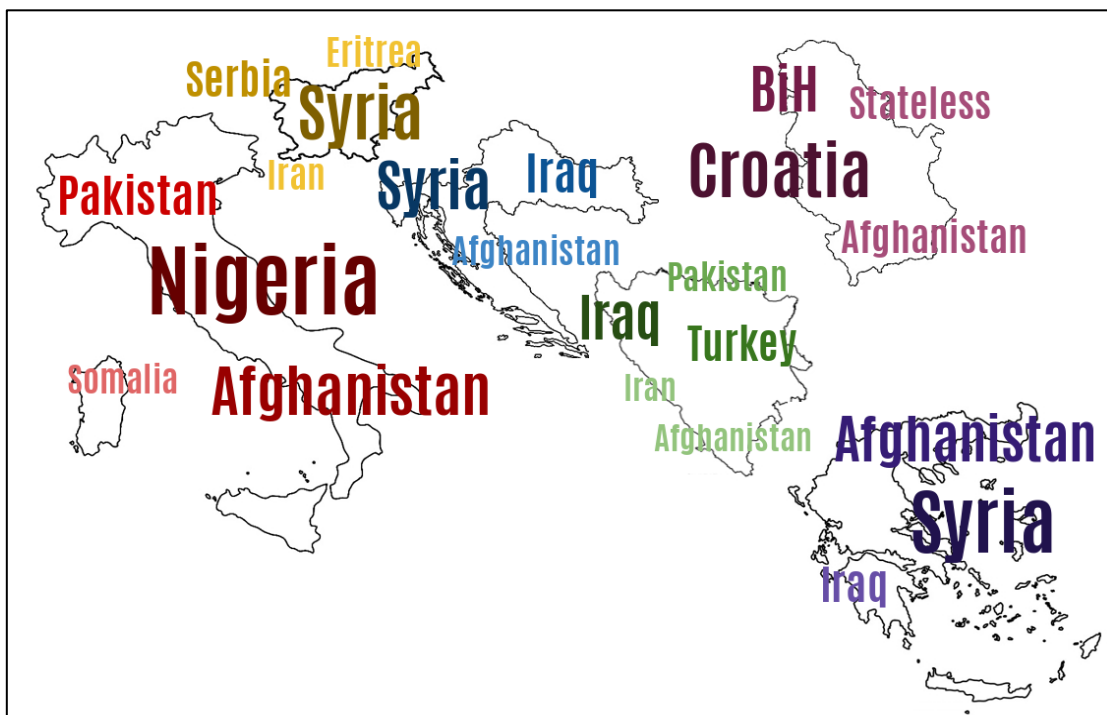 Eritrea
Serbia
Syria
Iran
Pakistan
Nigeria
Somalia
Afghanistan
Syria
Iraq
Afghanistan
BiH
Stateless
Croatia
Afghanistan
Pakistan
Iraq
Turkey
Iran
Afghanistan
Afghanistan
Syria
Iraq